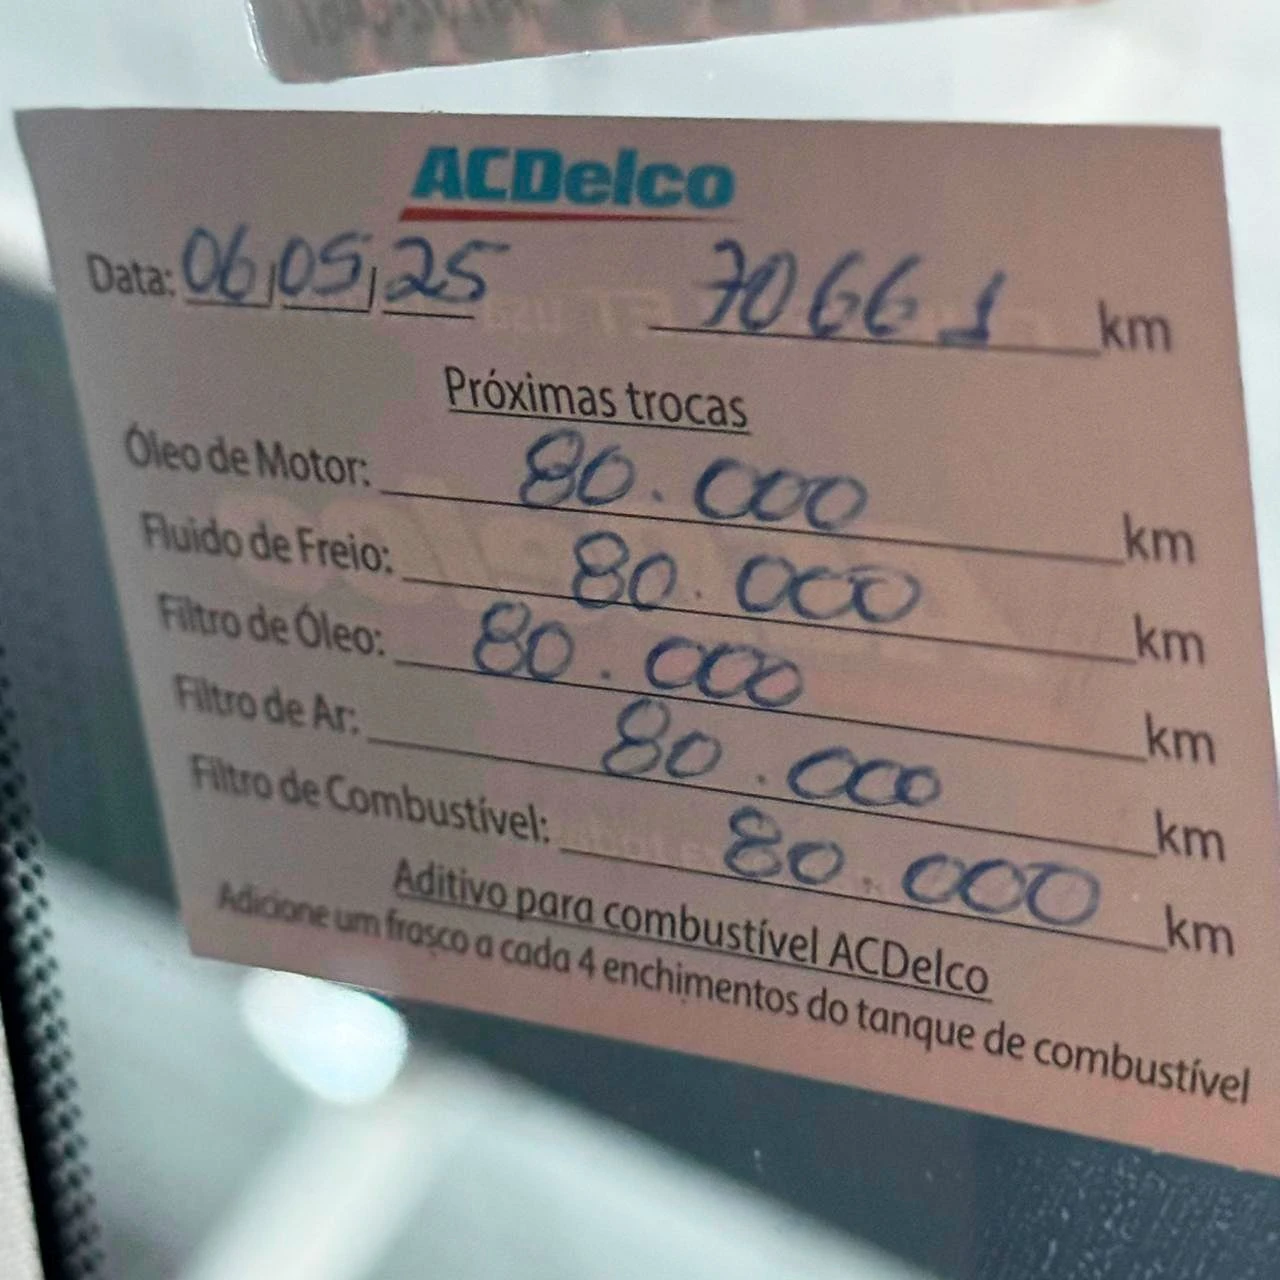 ACDelco
Data: 06/05/25 70661 km
Próximas trocas
Óleo de Motor: 80.000 km
Fluido de Freio: 80.000 km
Filtro de Óleo: 80.000 km
Filtro de Ar: 80.000 km
Filtro de Combustível: 80.000 km
Aditivo para combustível ACDelco
Adicione um frasco a cada 4 enchimentos do tanque de combustível